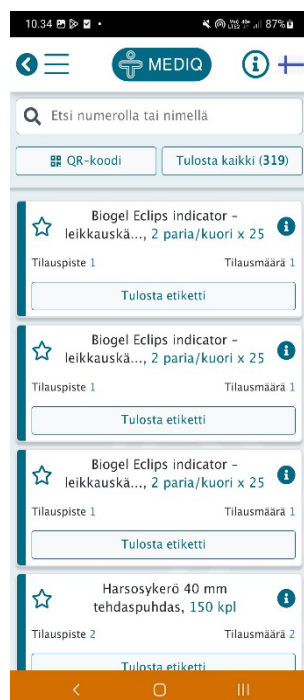 10.34
87%
MEDIQ
Etsi numerolla tai nimellä
QR-koodi
Tulosta kaikki (319)
Biogel Eclips indicator –
leikkauskä..., 2 paria/kuori x 25
Tilauspiste 1
Tilausmäärä 1
Tulosta etiketti
Biogel Eclips indicator –
leikkauskä..., 2 paria/kuori x 25
Tilauspiste 1
Tilausmäärä 1
Tulosta etiketti
Biogel Eclips indicator –
leikkauskä..., 2 paria/kuori x 25
Tilauspiste 1
Tilausmäärä 1
Tulosta etiketti
Harsosykerö 40 mm
tehdaspuhdas, 150 kpl
Tilauspiste 2
Tilausmäärä 2
Tulosta etiketti